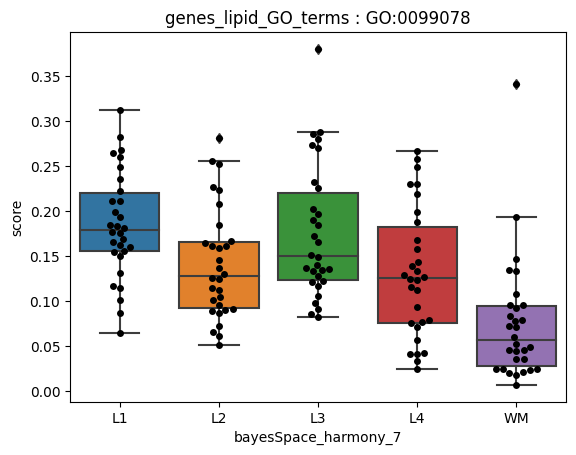 genes_lipid_GO_terms : GO:0099078
score
0.35
0.30
0.25
0.20
0.15
0.10
0.05
0.00
L1 L2 L3 L4 WM
bayesSpace_harmony_7